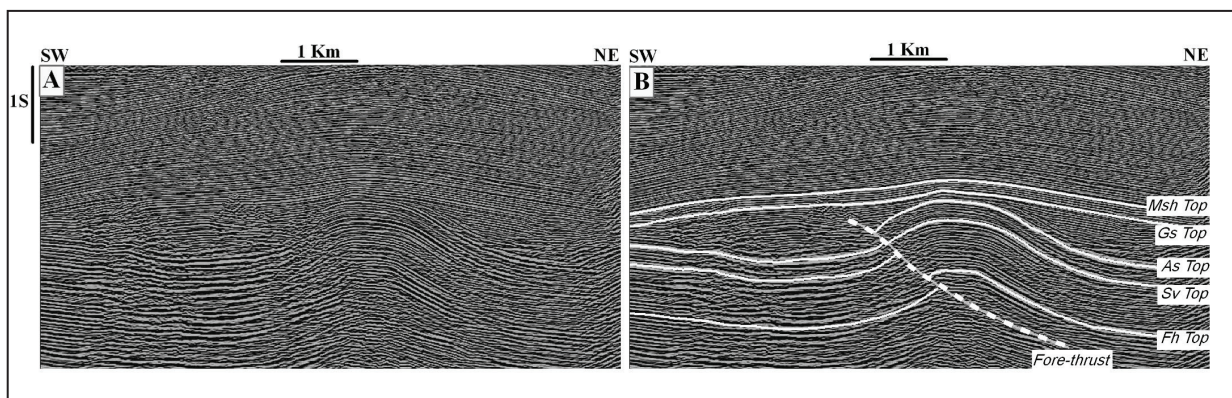 SW
1 Km
NE
A
1S
SW
1 Km
NE
B
Msh Top
Gs Top
As Top
Sv Top
Fh Top
Fore-thrust